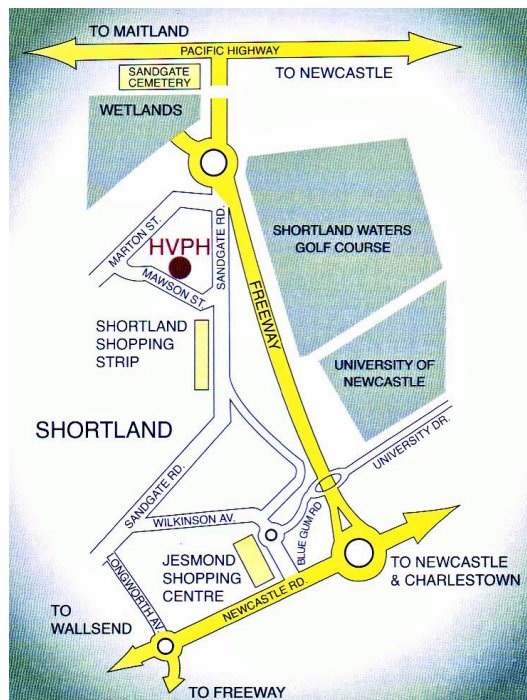 TO MAITLAND
PACIFIC HIGHWAY
SANDGATE
CEMETERY
TO NEWCASTLE
WETLANDS
MARTON ST.
HVPH
SANDGATE RD.
MAWSON ST.
SHORTLAND WATERS
GOLF COURSE
FREEWAY
SHORTLAND
SHOPPING
STRIP
UNIVERSITY OF
NEWCASTLE
SHORTLAND
UNIVERSITY DR.
SANDGATE RD.
WILKINSON AV.
BLUE GUM RD
JESMOND
SHOPPING
CENTRE
LONGWORTH AV.
NEWCASTLE RD.
TO NEWCASTLE
& CHARLESTOWN
TO
WALLSEND
TO FREEWAY